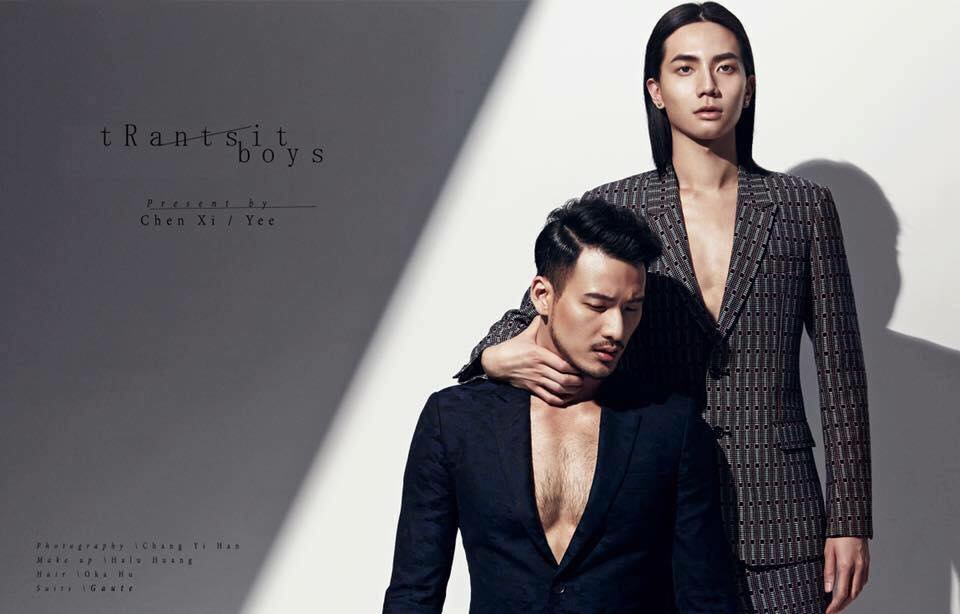 tRantsit
boys
Present by
Chen Xi / Yee
Photography \Chang Yi Han
Make up \Halu Huang
Hair \Oka Hu
Suits \Gaute